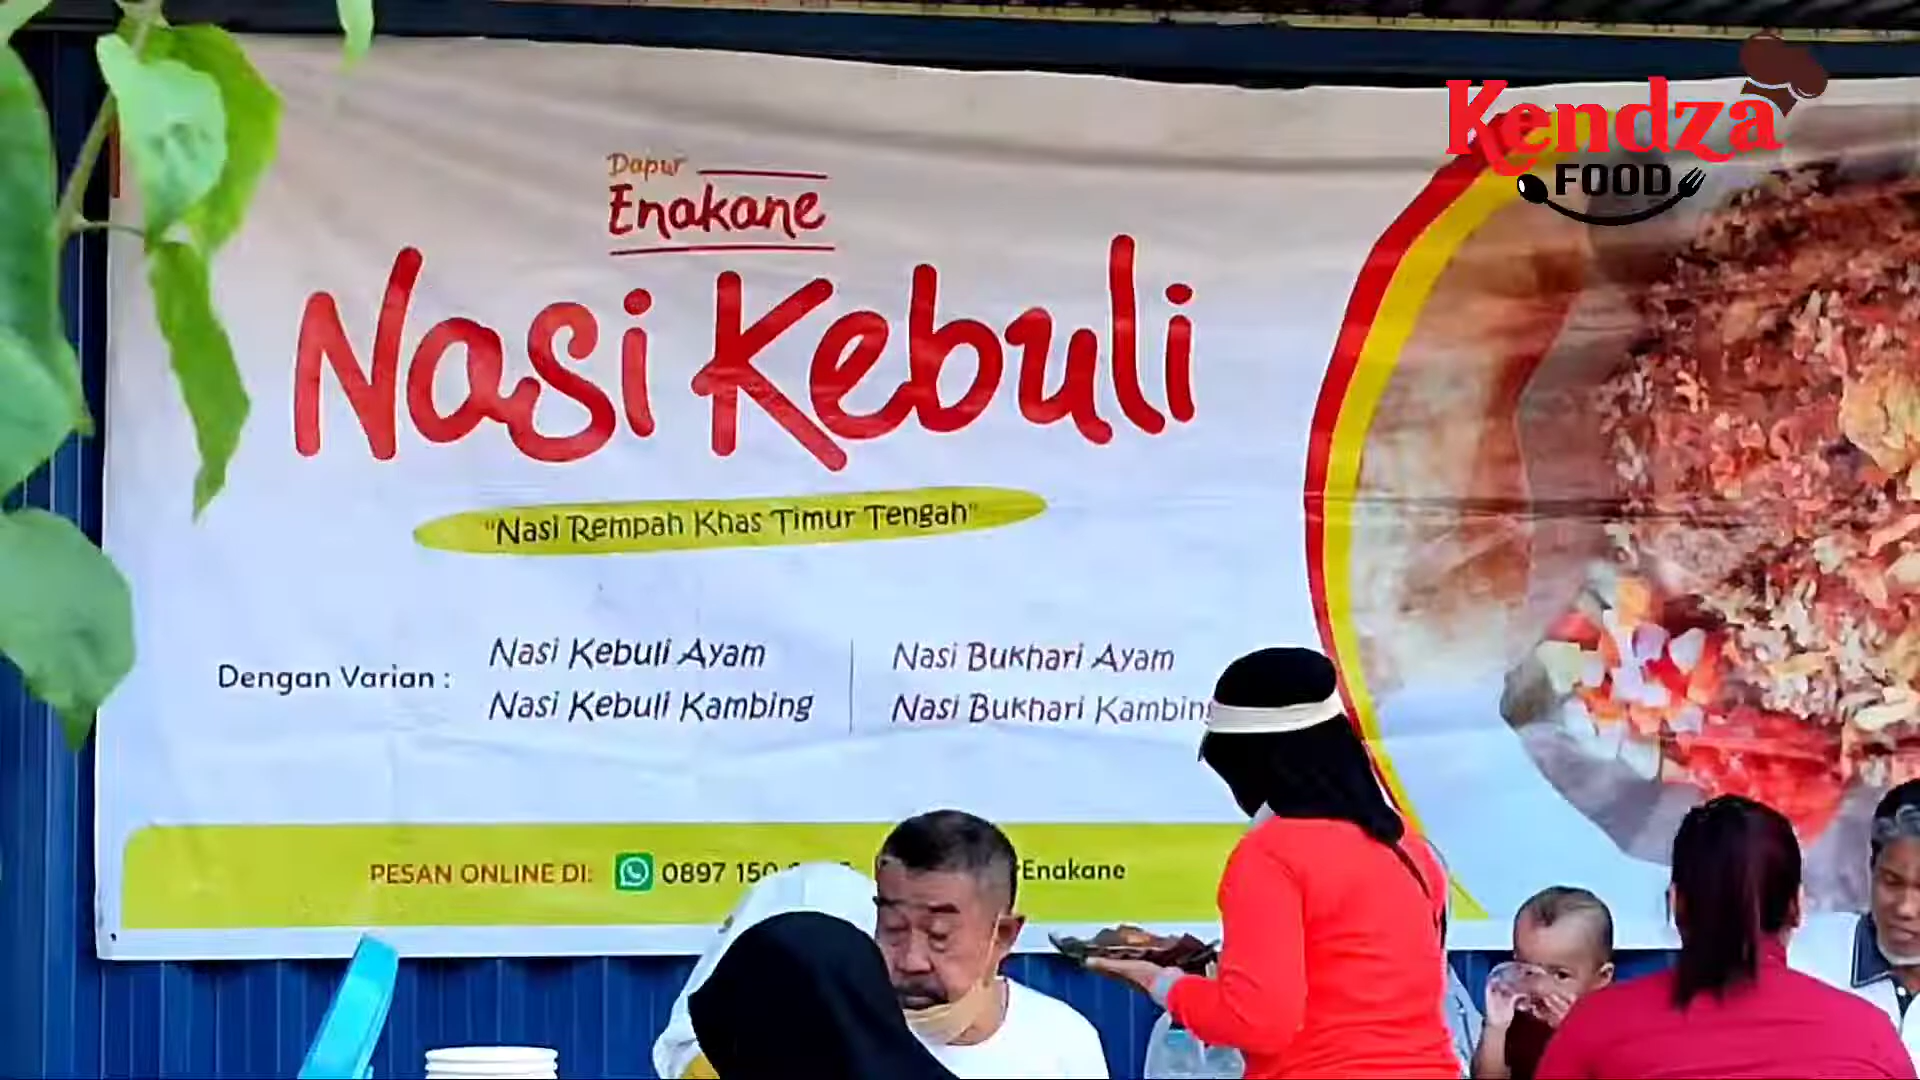 Kendza
FOOD
Dapur
Enakane
Nasi Kebuli
"Nasi Rempah Khas Timur Tengah"
Dengan Varian :
Nasi Kebuli Ayam
Nasi Kebuli Kambing
Nasi Bukhari Ayam
Nasi Bukhari Kambing
PESAN ONLINE DI: 0897 150 Enakane